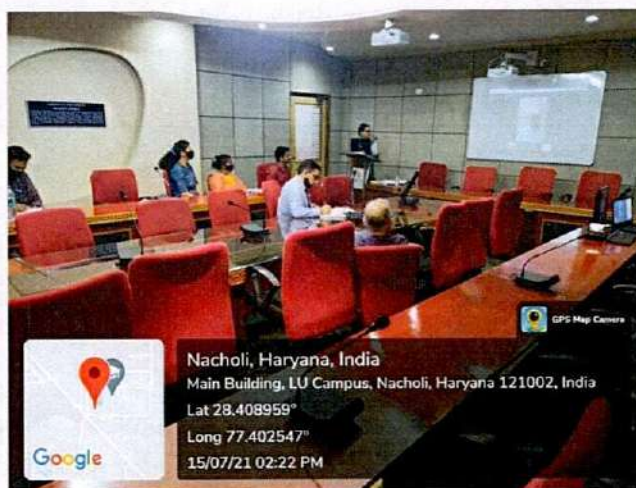 GPS Map Camera
Nacholi, Haryana, India
Main Building, LU Campus, Nacholi, Haryana 121002, India
Lat 28.408959°
Long 77.402547°
15/07/21 02:22 PM
Google